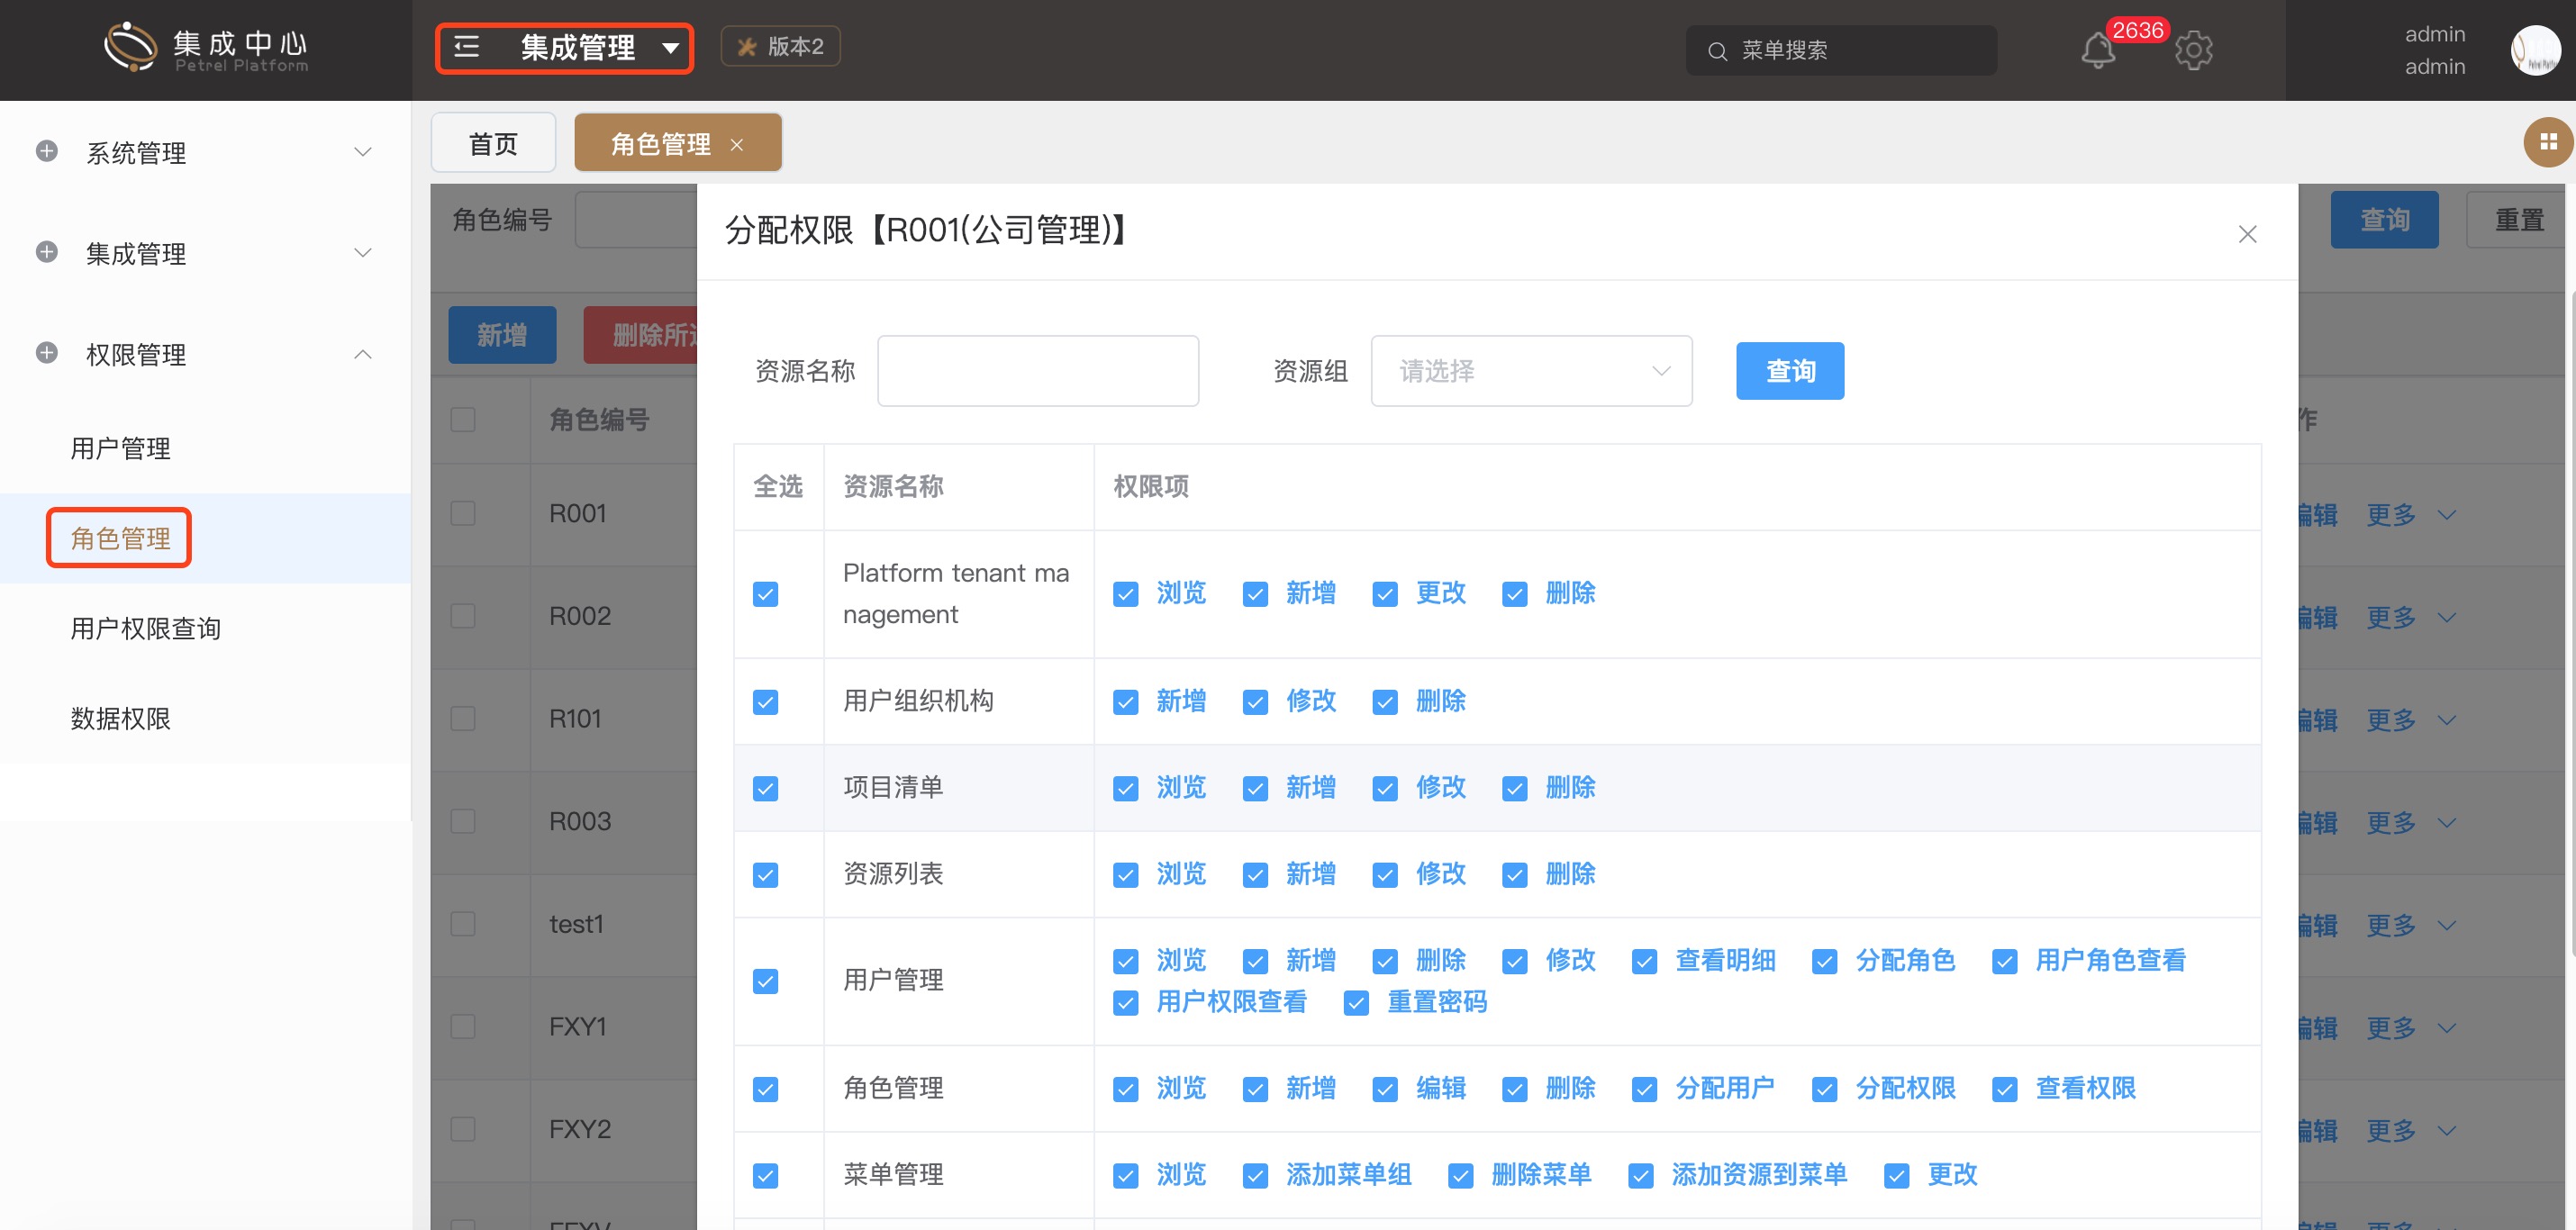 集成中心
Petrel Platform
集成管理
版本2
菜单搜索
2636
admin
admin
系统管理
集成管理
权限管理
用户管理
角色管理
用户权限查询
数据权限
首页
角色管理
角色编号
查询
重置
新增
删除所
角色编号
作
R001
编辑 更多
R002
编辑 更多
R101
编辑 更多
R003
编辑 更多
test1
编辑 更多
FXY1
编辑 更多
FXY2
编辑 更多
分配权限【R001(公司管理)】
资源名称
资源组 请选择
查询
全选 资源名称 权限项
Platform tenant ma
nagement
浏览 新增 更改 删除
用户组织机构 新增 修改 删除
项目清单 浏览 新增 修改 删除
资源列表 浏览 新增 修改 删除
用户管理
浏览 新增 删除 修改 查看明细 分配角色 用户角色查看
用户权限查看 重置密码
角色管理 浏览 新增 编辑 删除 分配用户 分配权限 查看权限
菜单管理 浏览 添加菜单组 删除菜单 添加资源到菜单 更改